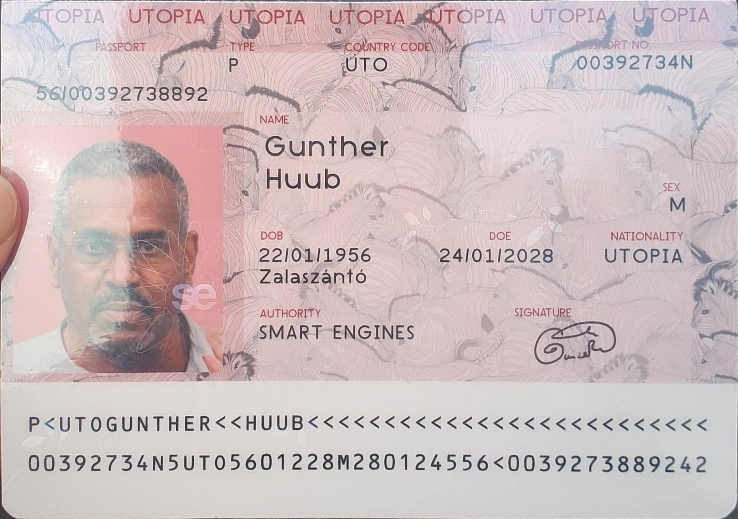 UTOPIA UTOPIA UTOPIA UTOPIA UTOPIA UTOPIA UTOPIA
PASSPORT TYPE COUNTRY CODE PASSPORT NO
P UTO 00392734N
56/00392738892
NAME
Gunther
Huub
SEX
M
DOB DOE NATIONALITY
22/01/1956 24/01/2028 UTOPIA
Zalaszántó
se
AUTHORITY SIGNATURE
SMART ENGINES
P<UTOGUNTHER<<HUUB<<<<<<<<<<<<<<<<<<<<<<<<<<
00392734N5UTO5601228M280124556<0039273889242